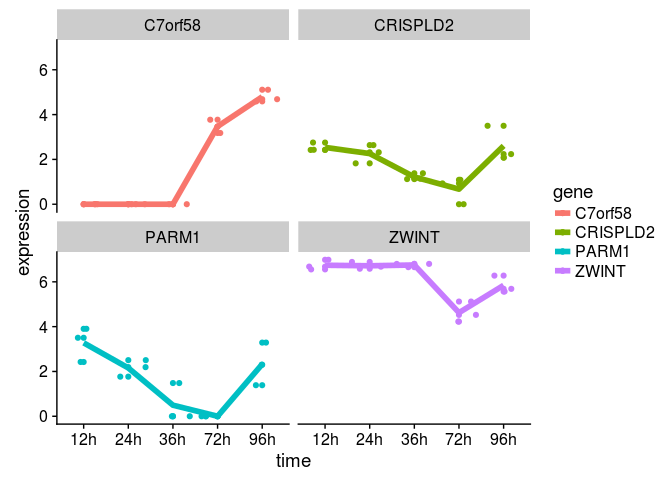 C7orf58 CRISPLD2
6
4
2
0
PARM1 ZWINT
6
4
2
0
12h 24h 36h 72h 96h 12h 24h 36h 72h 96h
time
expression
gene
C7orf58
CRISPLD2
PARM1
ZWINT